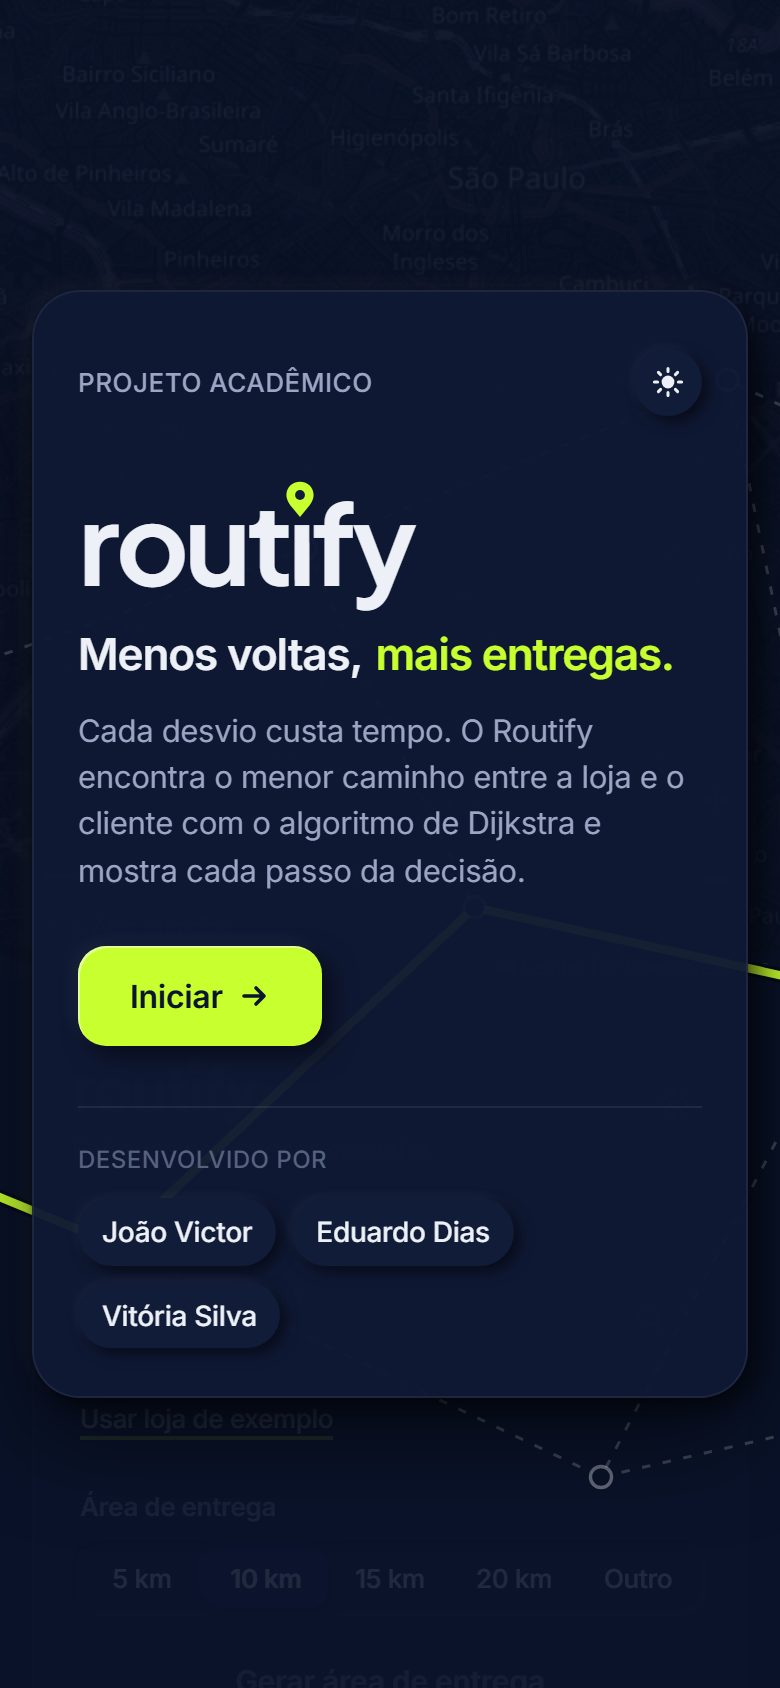 Bom Retiro
Vila Sá Barbosa
Bairro Siciliano
Belém
Santa Ifigênia
Vila Anglo-Brasileira
Brás
Sumaré
Higienópolis
Alto de Pinheiros
São Paulo
Vila Madalena
Morro dos
Ingleses
Pinheiros
Cambuci
PROJETO ACADÊMICO
routify
Menos voltas, mais entregas.
Cada desvio custa tempo. O Routify
encontra o menor caminho entre a loja e o
cliente com o algoritmo de Dijkstra e
mostra cada passo da decisão.
Iniciar →
DESENVOLVIDO POR
João Victor Eduardo Dias
Vitória Silva
Usar loja de exemplo
Área de entrega
5 km 10 km 15 km 20 km Outro
Gerar área de entrega